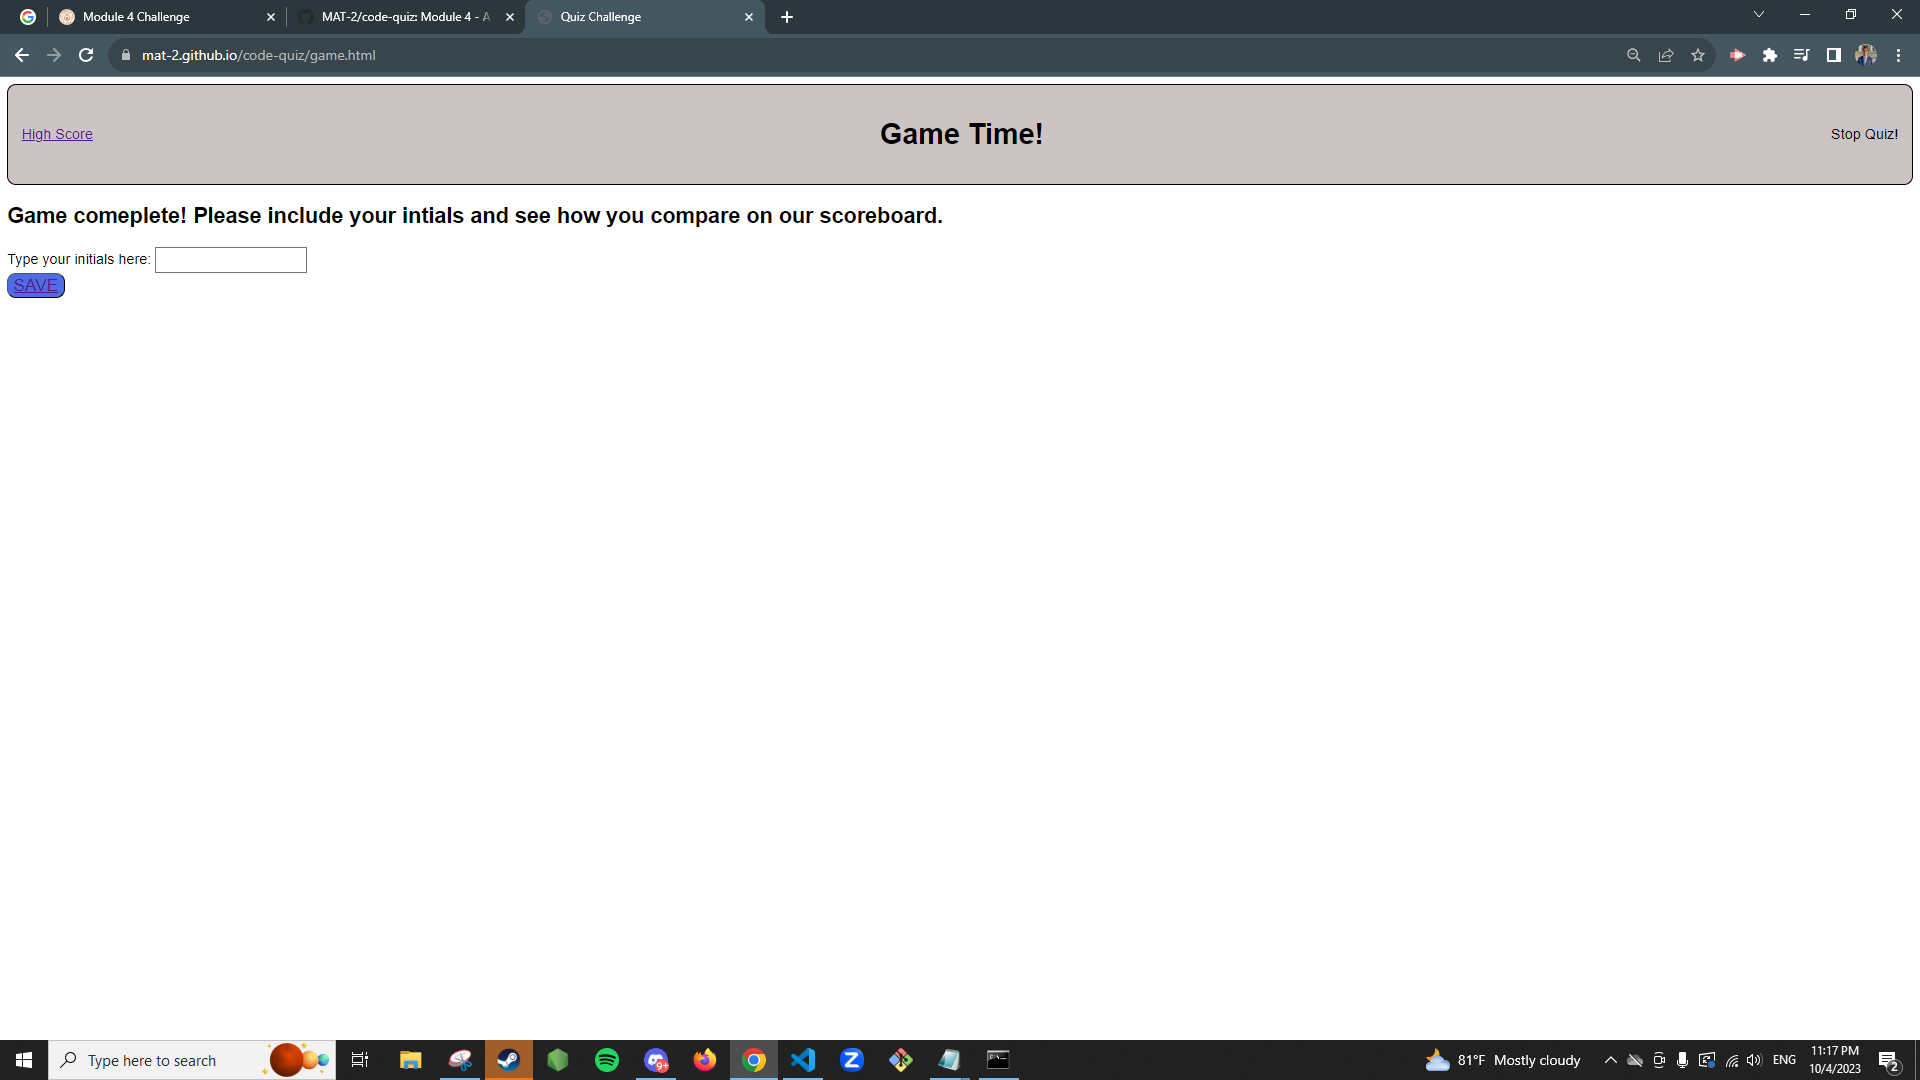 Module 4 Challenge
MAT-2/code-quiz: Module 4 - A
Quiz Challenge
mat-2.github.io/code-quiz/game.html
High Score
Game Time!
Stop Quiz!
Game comeplete! Please include your intials and see how you compare on our scoreboard.
Type your initials here:
SAVE
Type here to search
9+
81°F Mostly cloudy
ENG
11:17 PM
10/4/2023
2